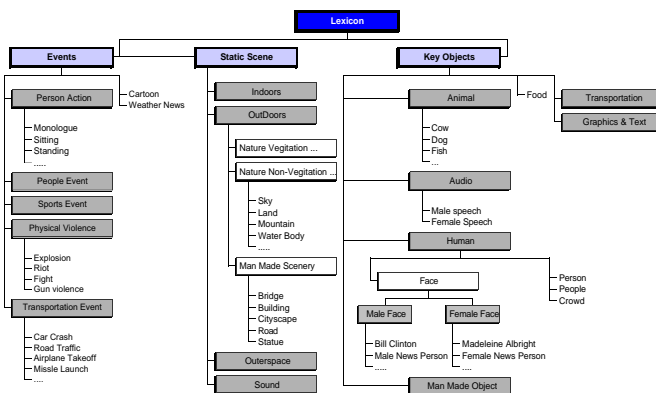 Lexicon
Events
Static Scene
Key Objects
Person Action
Cartoon
Weather News
Monologue
Sitting
Standing
.....
People Event
Sports Event
Physical Violence
Explosion
Riot
Fight
Gun violence
Transportation Event
Car Crash
Road Traffic
Airplane Takeoff
Missle Launch
....
Indoors
OutDoors
Nature Vegitation ...
Nature Non-Vegitation ...
Sky
Land
Mountain
Water Body
.....
Man Made Scenery
Bridge
Building
Cityscape
Road
Statue
Outerspace
Sound
Animal
Food
Transportation
Graphics & Text
Cow
Dog
Fish
...
Audio
Male speech
Female Speech
Human
Face
Person
People
Crowd
Male Face
Female Face
Bill Clinton
Male News Person
.....
Madeleine Albright
Female News Person
....
Man Made Object